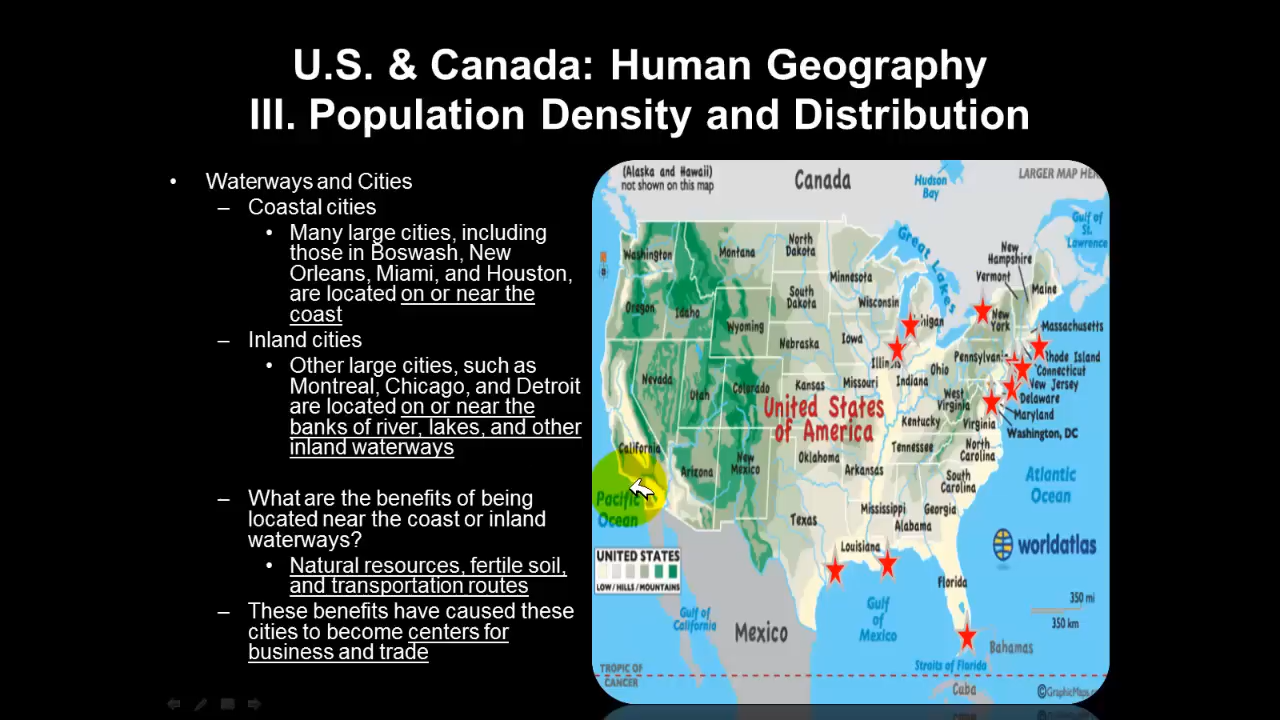 U.S. & Canada: Human Geography
III. Population Density and Distribution
• Waterways and Cities
– Coastal cities
• Many large cities, including
those in Boswash, New
Orleans, Miami, and Houston,
are located on or near the
coast
– Inland cities
• Other large cities, such as
Montreal, Chicago, and Detroit
are located on or near the
banks of river, lakes, and other
inland waterways
– What are the benefits of being
located near the coast or inland
waterways?
• Natural resources, fertile soil,
and transportation routes
– These benefits have caused these
cities to become centers for
business and trade
(Alaska and Hawaii)
not shown on this map
Canada
Hudson
Bay
LARGER MAP HER
Gulf of
St.
Lawrence
Great Lakes
Washington
Montana
North
Dakota
Minnesota
New
Hampshire
Vermont
Maine
Oregon
Idaho
South
Dakota
Wisconsin
Wyoming
higan
New
York
Massachusetts
Nebraska
Iowa
Illin
Indiana
Ohio
Pennsylvani
Rhode Island
Connecticut
New Jersey
Delaware
Maryland
Washington, DC
Nevada
Utah
Colorado
Kansas
Missouri
West
Virginia
Virginia
United States
of America
Kentucky
California
Arizona
New
Mexico
Oklahoma
Arkansas
Tennessee
North
Carolina
South
Carolina
Pacific
Ocean
Texas
Mississippi
Alabama
Georgia
Atlantic
Ocean
Louisiana
worldatlas
UNITED STATES
LOW / HILLS / MOUNTAINS
Florida
350 mi
350 km
Gulf of
California
Mexico
Gulf
of
Mexico
Bahamas
Straits of Florida
TROPIC OF
CANCER
Cuba
©GraphicMaps.c